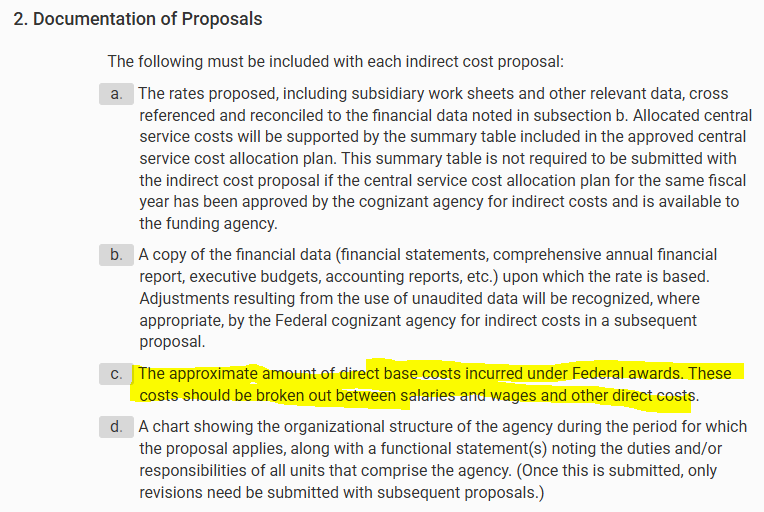 2. Documentation of Proposals
The following must be included with each indirect cost proposal:
a. The rates proposed, including subsidiary work sheets and other relevant data, cross
referenced and reconciled to the financial data noted in subsection b. Allocated central
service costs will be supported by the summary table included in the approved central
service cost allocation plan. This summary table is not required to be submitted with
the indirect cost proposal if the central service cost allocation plan for the same fiscal
year has been approved by the cognizant agency for indirect costs and is available to
the funding agency.
b. A copy of the financial data (financial statements, comprehensive annual financial
report, executive budgets, accounting reports, etc.) upon which the rate is based.
Adjustments resulting from the use of unaudited data will be recognized, where
appropriate, by the Federal cognizant agency for indirect costs in a subsequent
proposal.
c. The approximate amount of direct base costs incurred under Federal awards. These
costs should be broken out between salaries and wages and other direct costs.
d. A chart showing the organizational structure of the agency during the period for which
the proposal applies, along with a functional statement(s) noting the duties and/or
responsibilities of all units that comprise the agency. (Once this is submitted, only
revisions need be submitted with subsequent proposals.)